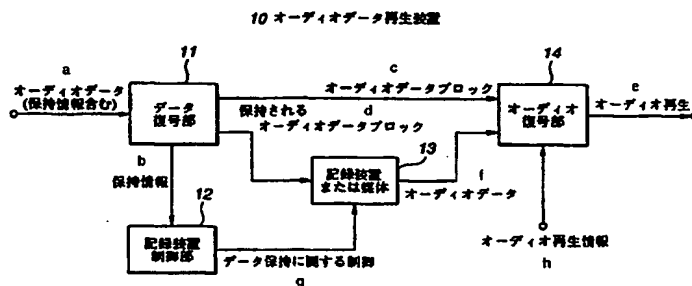 10 オーディオデータ再生装置
11
14
a
オーディオデータ
(保持情報含む)
データ
復号部
c
オーディオデータブロック
d
保持される
オーディオデータブロック
オーディオ
復号部
e
オーディオ再生
b
保持情報
13
記録装置
または媒体
f
オーディオデータ
12
記録装置
制御部
データ保持に関する制御
g
オーディオ再生情報
h